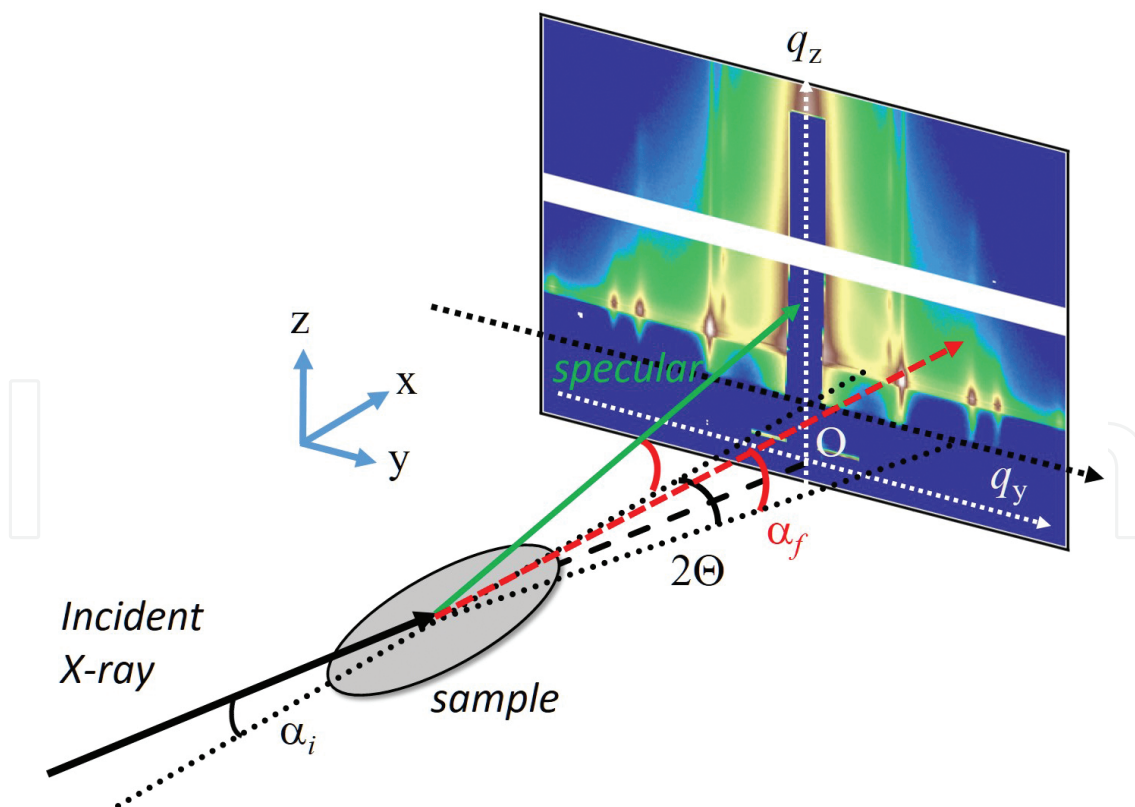 q_z
z
x
y
specular
O
q_y
α_f
2Θ
Incident
X-ray
sample
α_i